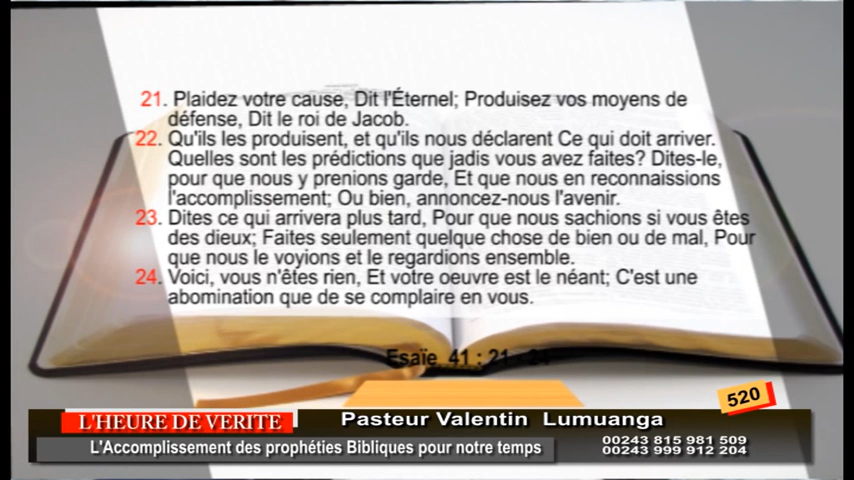 21. Plaidez votre cause, Dit l'Éternel; Produisez vos moyens de
défense, Dit le roi de Jacob.
22. Qu'ils les produisent, et qu'ils nous déclarent Ce qui doit arriver.
Quelles sont les prédictions que jadis vous avez faites? Dites-le,
pour que nous y prenions garde, Et que nous en reconnaissions
l'accomplissement; Ou bien, annoncez-nous l'avenir.
23. Dites ce qui arrivera plus tard, Pour que nous sachions si vous êtes
des dieux; Faites seulement quelque chose de bien ou de mal, Pour
que nous le voyions et le regardions ensemble.
24. Voici, vous n'êtes rien, Et votre oeuvre est le néant; C'est une
abomination que de se complaire en vous.
Esaïe 41 : 21 - 24
520
L'HEURE DE VERITE
Pasteur Valentin Lumuanga
L'Accomplissement des prophéties Bibliques pour notre temps
00243 815 981 509
00243 999 912 204